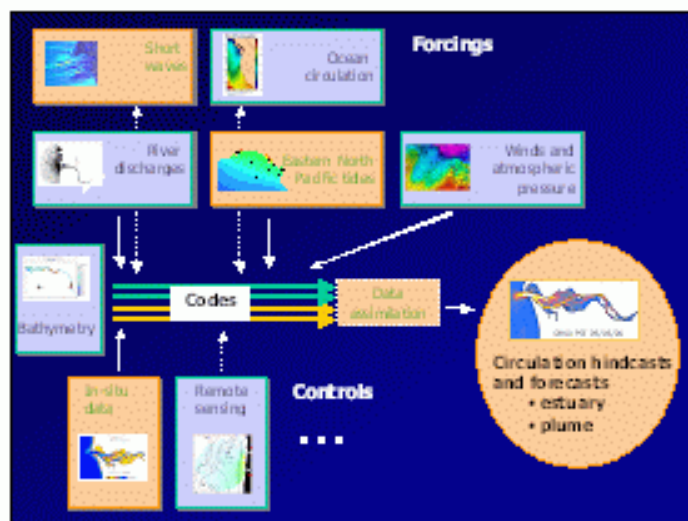 Forcings
Short
waves
Ocean
circulation
River
discharges
Eastern North
Pacific tides
Winds and
atmospheric
pressure
Bathymetry
Codes
Data
assimilation
Circulation hindcasts
and forecasts
• estuary
• plume
In-situ
data
Remote
sensing
Controls
...